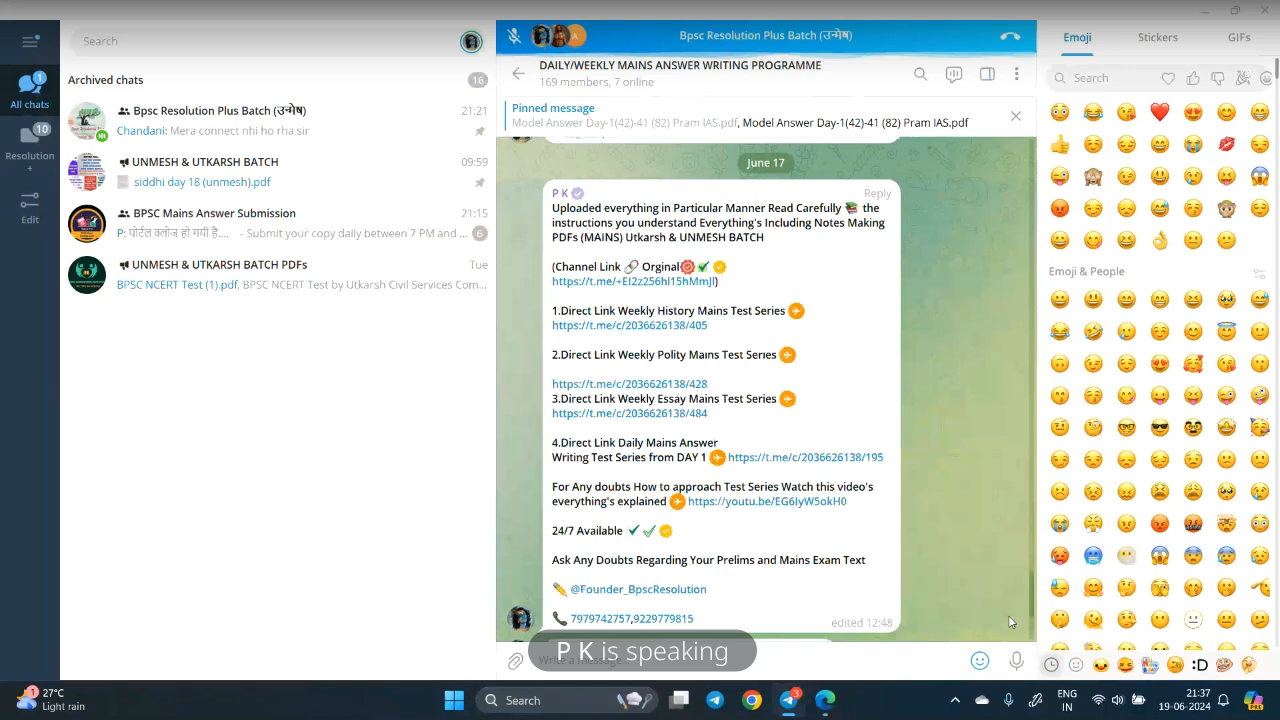 Search
Archived chats
16
All chats
1
Resolution
+
10
Edit
Bpsc Resolution Plus Batch (उन्मेष)
21:21
Chandani: Mera connect nhi ho rha sir
UNMESH & UTKARSH BATCH
09:59
siddhi day 18 (unmesh).pdf
BPSC Mains Answer Submission
21:15
P: पोर्टल क्लोज हो गयी है.... - Submit your copy daily between 7 PM and ...
6
UNMESH & UTKARSH BATCH PDFs
Tue
BPSC NCERT Test (1).pdf, BPSC NCERT Test by Utkarsh Civil Services Com...
A
Bpsc Resolution Plus Batch (उन्मेष)
DAILY/WEEKLY MAINS ANSWER WRITING PROGRAMME
169 members, 7 online
Pinned message
Model Answer Day-1(42)-41 (82) Pram IAS.pdf, Model Answer Day-1(42)-41 (82) Pram IAS.pdf
June 17
P K
Reply
Uploaded everything in Particular Manner Read Carefully 📚 the
instructions you understand Everything's Including Notes Making
PDFs (MAINS) Utkarsh & UNMESH BATCH
(Channel Link 🔗 Orginal
https://t.me/+EI2z256hl15hMmJl)
1.Direct Link Weekly History Mains Test Series
https://t.me/c/2036626138/405
2.Direct Link Weekly Polity Mains Test Series
https://t.me/c/2036626138/428
3.Direct Link Weekly Essay Mains Test Series
https://t.me/c/2036626138/484
4.Direct Link Daily Mains Answer
Writing Test Series from DAY 1 https://t.me/c/2036626138/195
For Any doubts How to approach Test Series Watch this video's
everything's explained https://youtu.be/EG6IyW5okH0
24/7 Available
Ask Any Doubts Regarding Your Prelims and Mains Exam Text
@Founder_BpscResolution
7979742757,9229779815
edited 12:48
Write a message...
P K is speaking
Emoji
Stickers
GIFs
Search
Emoji & People
:D
27°C
Light rain
1
Search
3
ENG
IN
21:37
19-06-2024
PRE